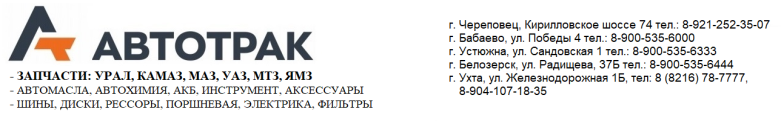 АВТОТРАК
- ЗАПЧАСТИ: УРАЛ, КАМАЗ, МАЗ, УАЗ, МТЗ, ЯМЗ
- АВТОМАСЛА, АВТОХИМИЯ, АКБ, ИНСТРУМЕНТ, АКСЕССУАРЫ
- ШИНЫ, ДИСКИ, РЕССОРЫ, ПОРШНЕВАЯ, ЭЛЕКТРИКА, ФИЛЬТРЫ
г. Череповец, Кирилловское шоссе 74 тел.: 8-921-252-35-07
г. Бабаево, ул. Победы 4 тел.: 8-900-535-6000
г. Устюжна, ул. Сандовская 1 тел.: 8-900-535-6333
г. Белозерск, ул. Радищева, 37Б тел.: 8-900-535-6444
г. Ухта, ул. Железнодорожная 1Б, тел: 8 (8216) 78-7777,
8-904-107-18-35